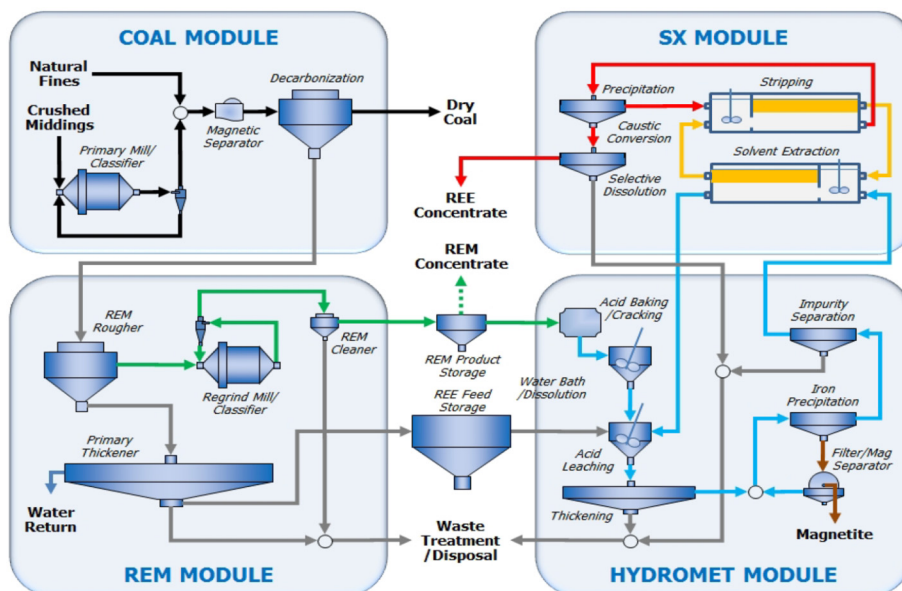 COAL MODULE
Natural
Fines
Crushed
Middings
Primary Mill/
Classifier
Magnetic
Separator
Decarbonization
Dry
Coal
SX MODULE
Precipitation
Stripping
Caustic
Conversion
Solvent Extraction
Selective
Dissolution
REE
Concentrate
REM
Concentrate
REM
Rougher
Regrind Mill/
Classifier
REM
Cleaner
REM Product
Storage
REE Feed
Storage
Primary
Thickener
Water
Return
Waste
Treatment
/Disposal
REM MODULE
Acid Baking
/Cracking
Water Bath
/Dissolution
Acid
Leaching
Thickening
Impurity
Separation
Iron
Precipitation
Filter/Mag
Separator
Magnetite
HYDROMET MODULE